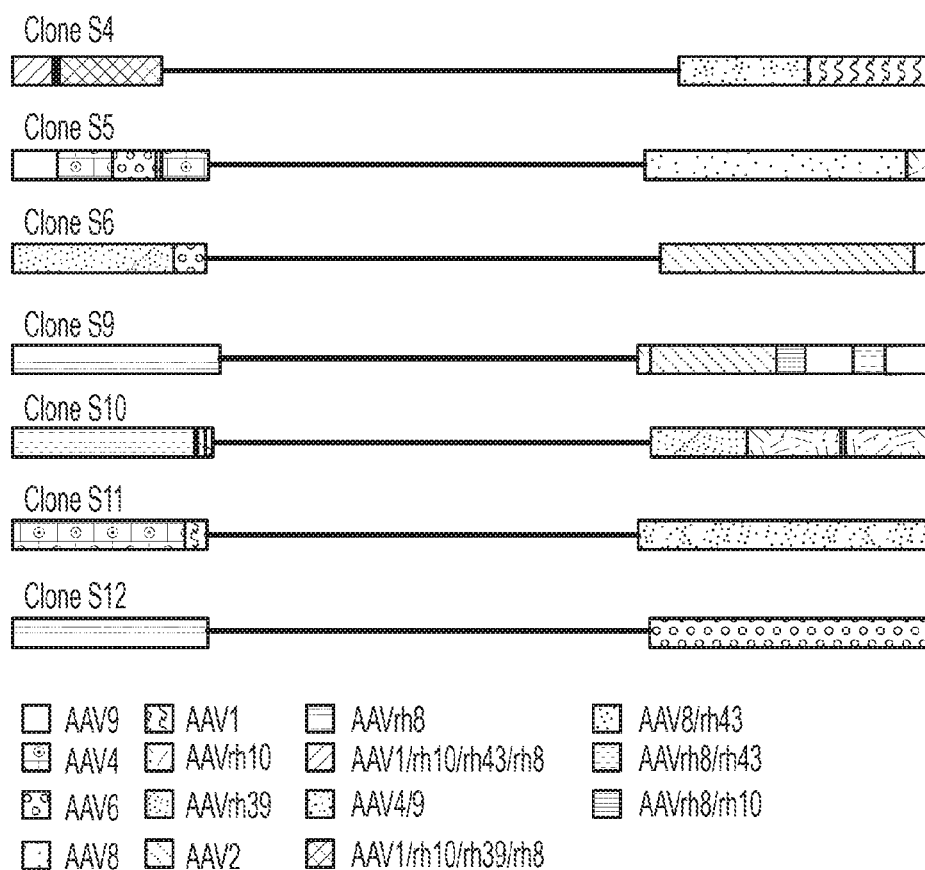 Clone S4
Clone S5
Clone S6
Clone S9
Clone S10
Clone S11
Clone S12
AAV9 AAV1 AAVrh8 AAV8/rh43
AAV4 AAVrh10 AAV1/rh10/rh43/rh8 AAVrh8/rh43
AAV6 AAVrh39 AAV4/9 AAVrh8/rh10
AAV8 AAV2 AAV1/rh10/rh39/rh8